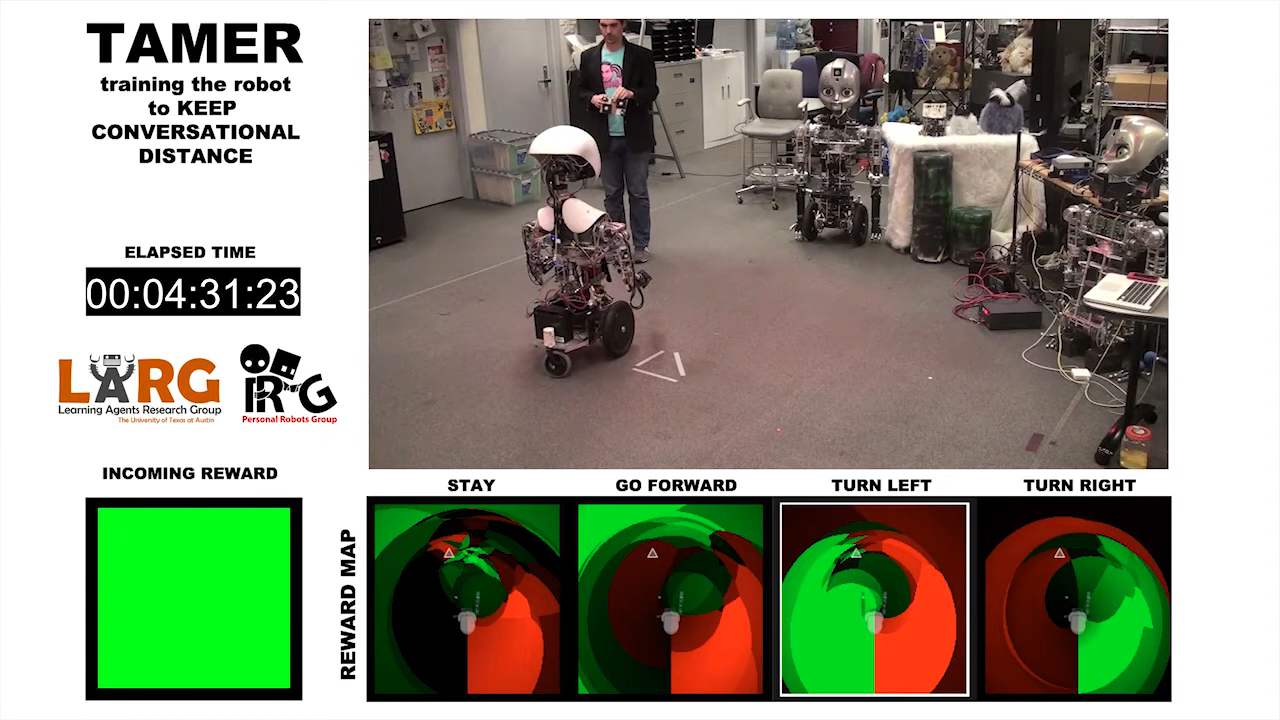 TAMER
training the robot
to KEEP
CONVERSATIONAL
DISTANCE
ELAPSED TIME
00:04:31:23
LARG
Learning Agents Research Group
The University of Texas at Austin
PRG
Personal Robots Group
INCOMING REWARD
REWARD MAP
STAY
GO FORWARD
TURN LEFT
TURN RIGHT